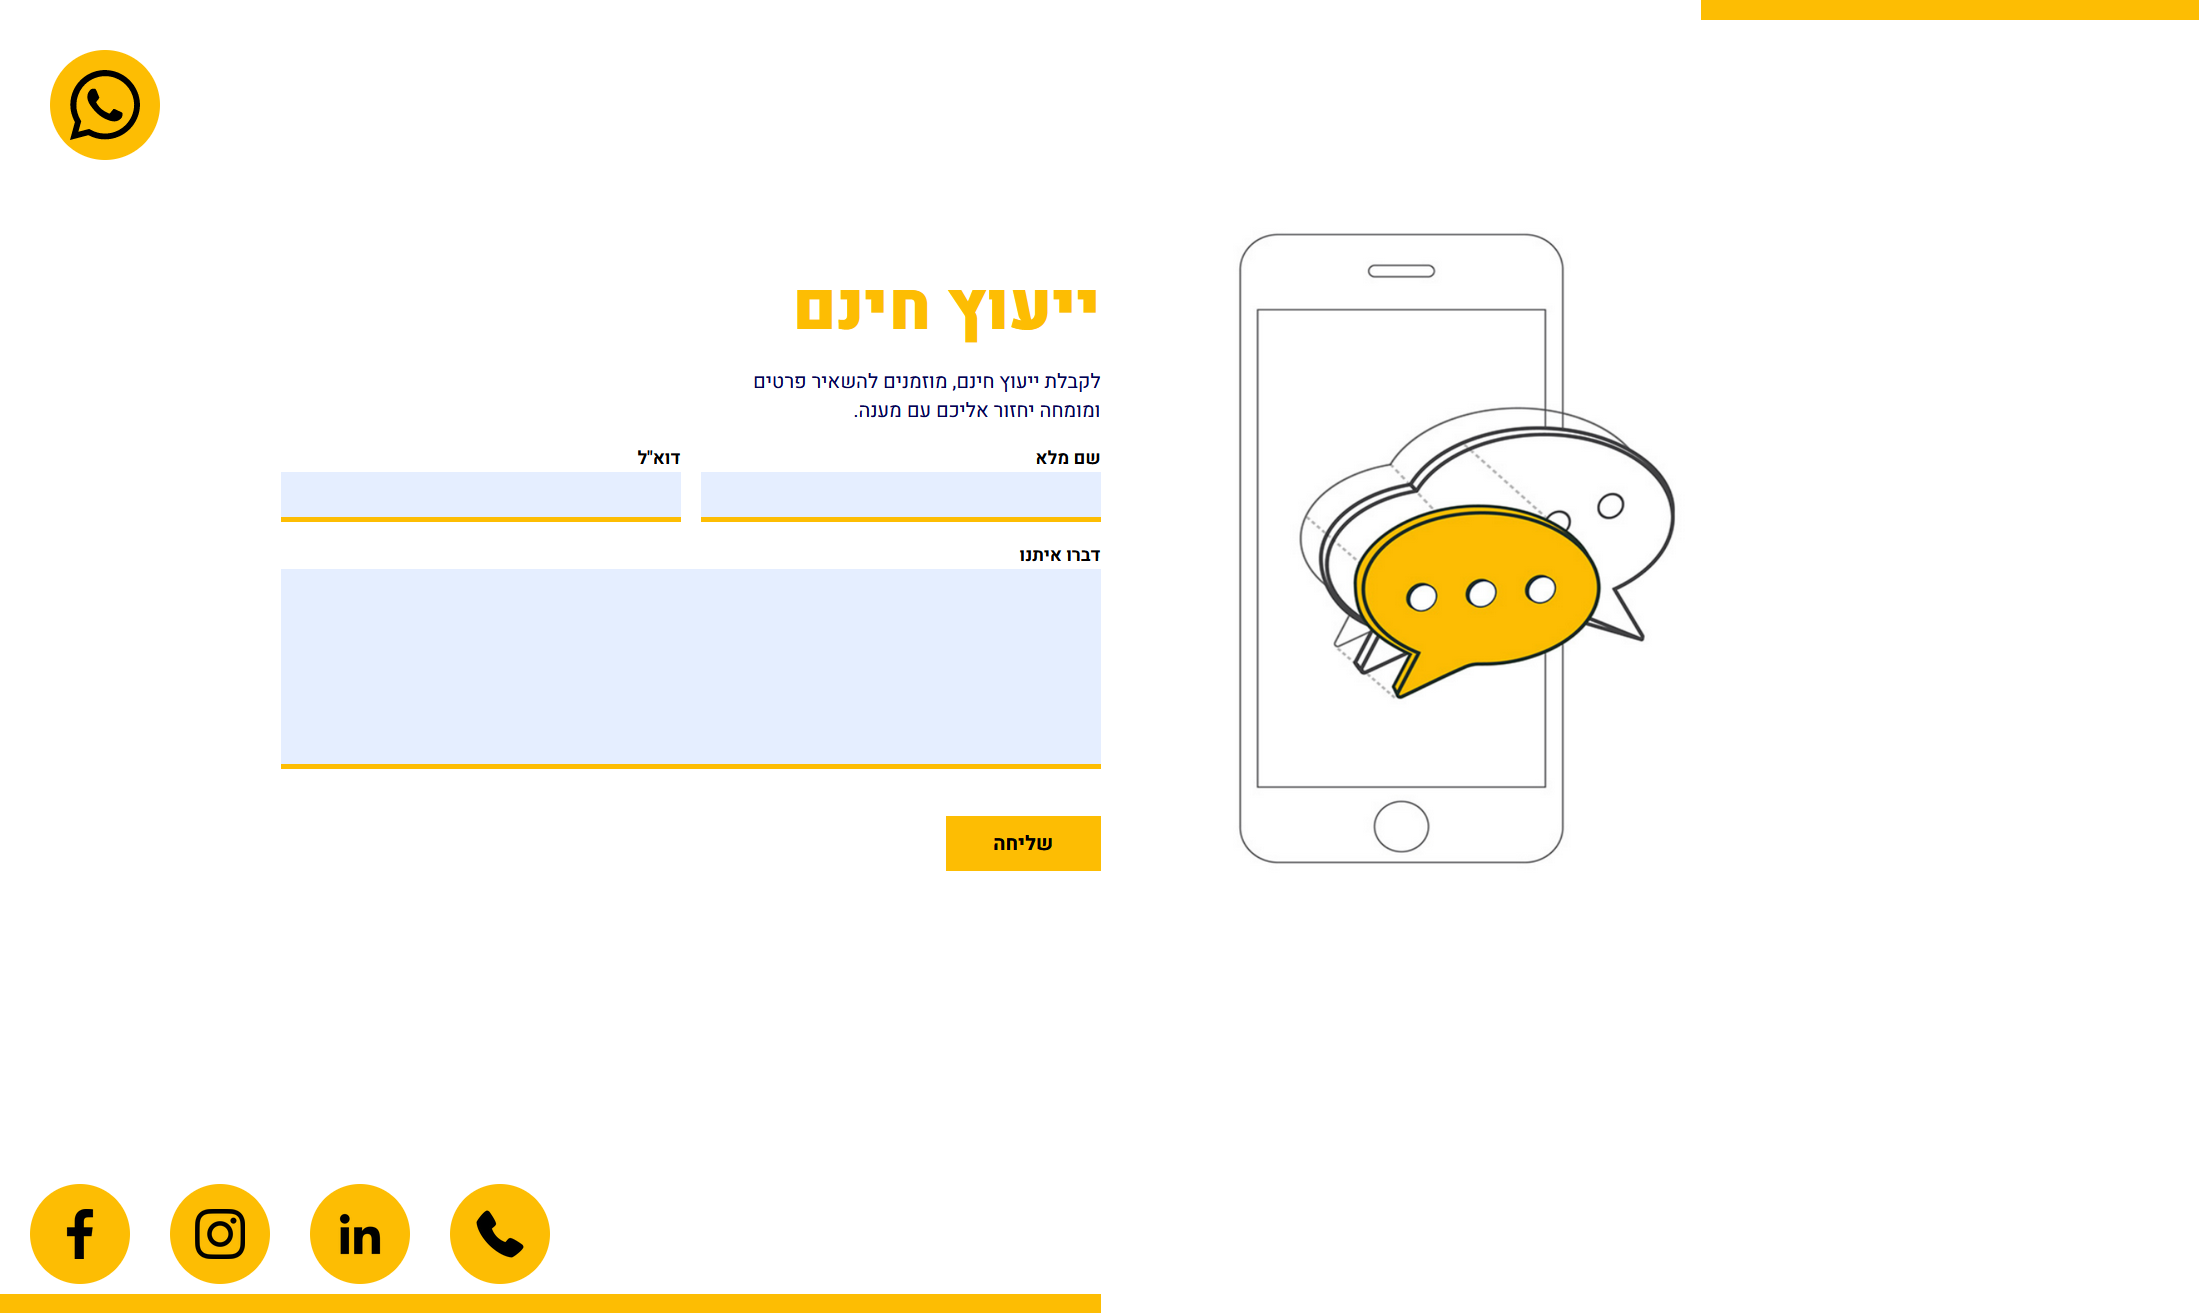 ייעוץ חינם
לקבלת ייעוץ חינם, מוזמנים להשאיר פרטים
ומומחה יחזור אליכם עם מענה.
שם מלא
דוא"ל
דברו איתנו
שליחה